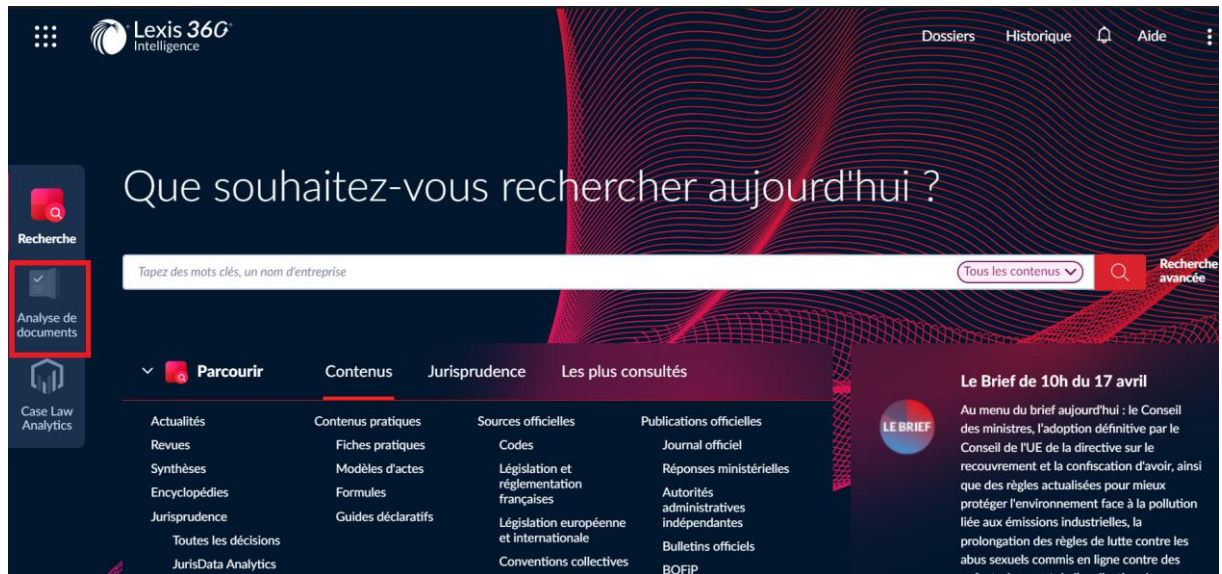 Lexis 360
Intelligence
Dossiers
Historique
Aide
Que souhaitez-vous rechercher aujourd'hui ?
Recherche
Tapez des mots clés, un nom d'entreprise
Tous les contenus
Recherche
avancée
Analyse de
documents
Case Law
Analytics
Parcourir
Contenus
Jurisprudence
Les plus consultés
Actualités
Revues
Synthèses
Encyclopédies
Jurisprudence
Toutes les décisions
JurisData Analytics
Contenus pratiques
Fiches pratiques
Modèles d'actes
Formules
Guides déclaratifs
Sources officielles
Codes
Législation et
réglementation
françaises
Législation européenne
et internationale
Conventions collectives
Publications officielles
Journal officiel
Réponses ministérielles
Autorités
administratives
indépendantes
Bulletins officiels
BOFiP
LE BRIEF
Le Brief de 10h du 17 avril
Au menu du brief aujourd'hui : le Conseil
des ministres, l'adoption définitive par le
Conseil de l'UE de la directive sur le
recouvrement et la confiscation d'avoir, ainsi
que des règles actualisées pour mieux
protéger l'environnement face à la pollution
liée aux émissions industrielles, la
prolongation des règles de lutte contre les
abus sexuels commis en ligne contre des